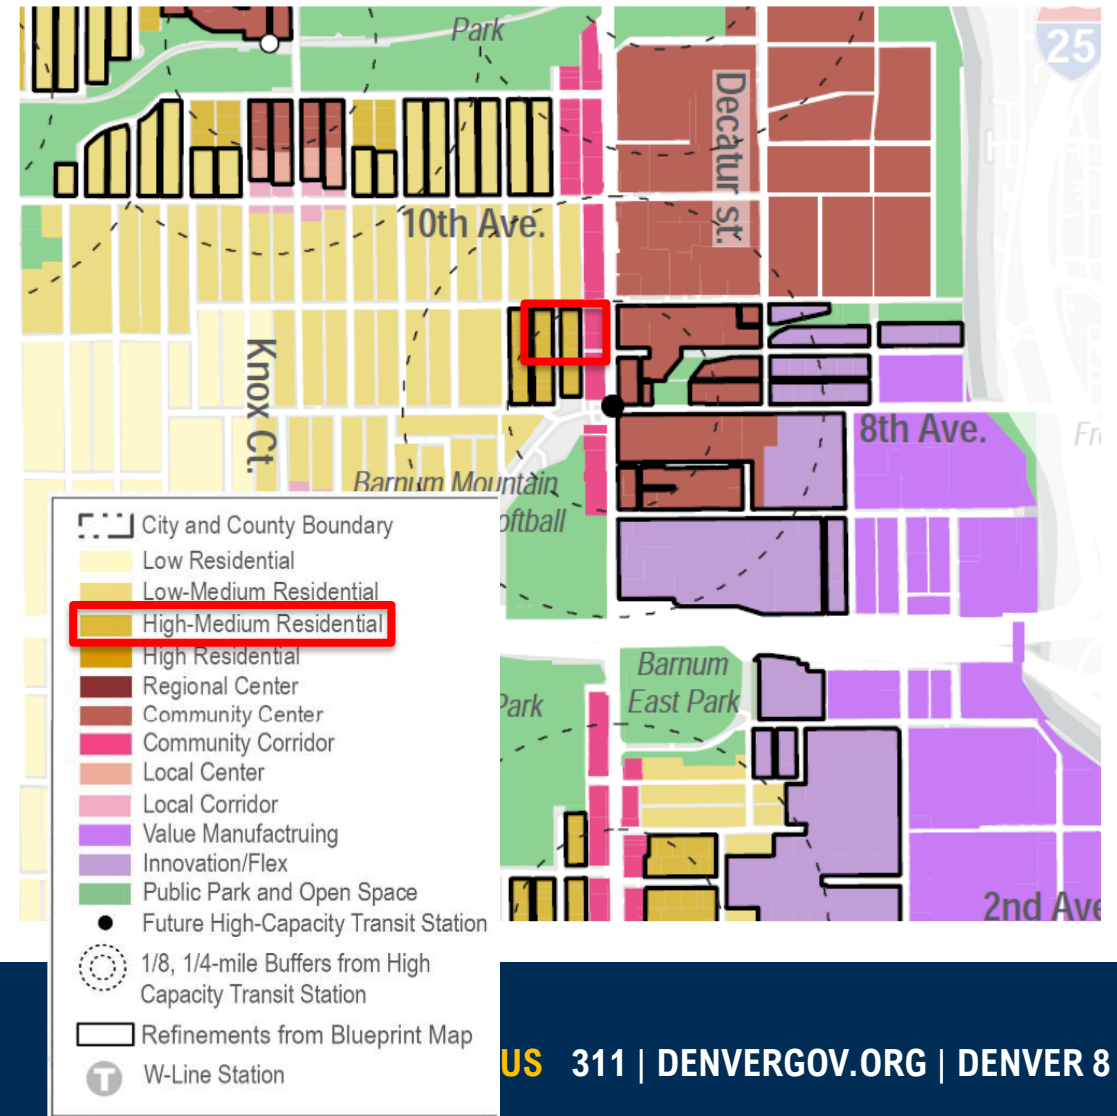 Park
25
Decatur st.
10th Ave.
Knox Ct.
8th Ave.
Barnum Mountain
oftball
Barnum
East Park
Park
2nd Ave
City and County Boundary
Low Residential
Low-Medium Residential
High-Medium Residential
High Residential
Regional Center
Community Center
Community Corridor
Local Center
Local Corridor
Value Manufactruing
Innovation/Flex
Public Park and Open Space
Future High-Capacity Transit Station
1/8, 1/4-mile Buffers from High
Capacity Transit Station
Refinements from Blueprint Map
T W-Line Station
US 311 | DENVERGOV.ORG | DENVER 8